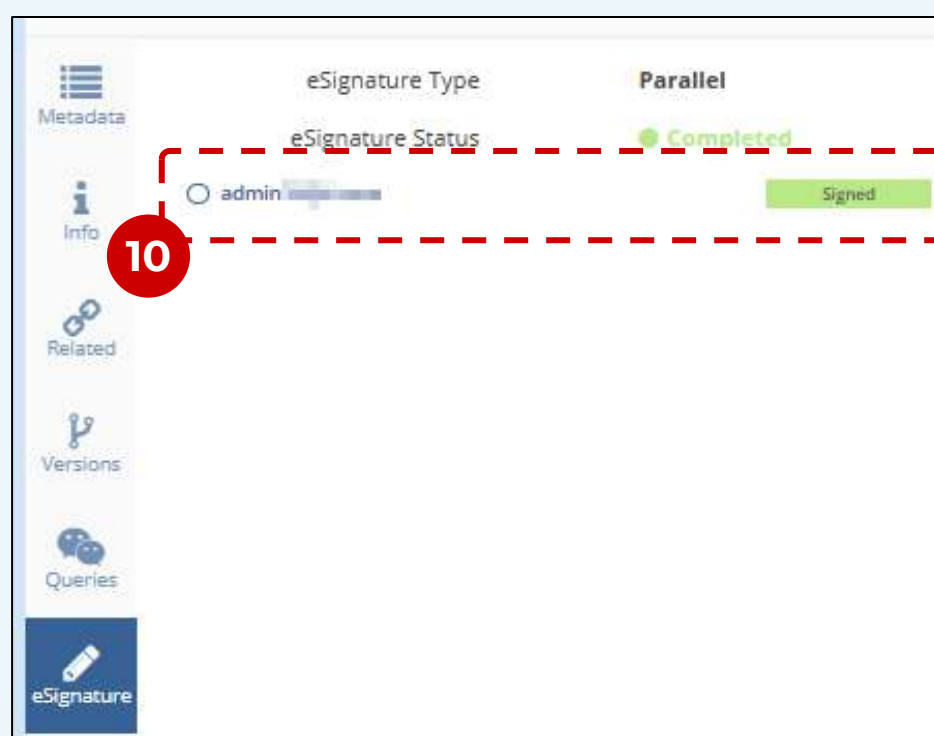 Metadata
Info
Related
Versions
Queries
eSignature
eSignature Type Parallel
eSignature Status Completed
admin Signed
10